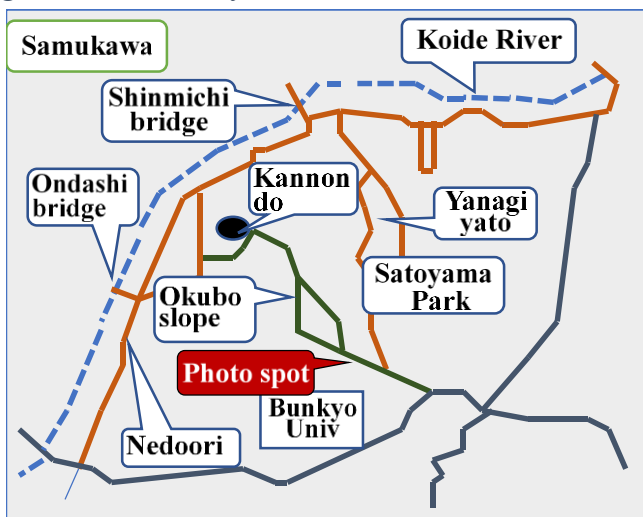 Samukawa
Koide River
Shinmichi
bridge
Ondashi
bridge
Kannon
do
Yanagi
yato
Satoyama
Park
Okubo
slope
Photo spot
Bunkyo
Univ
Nedoori